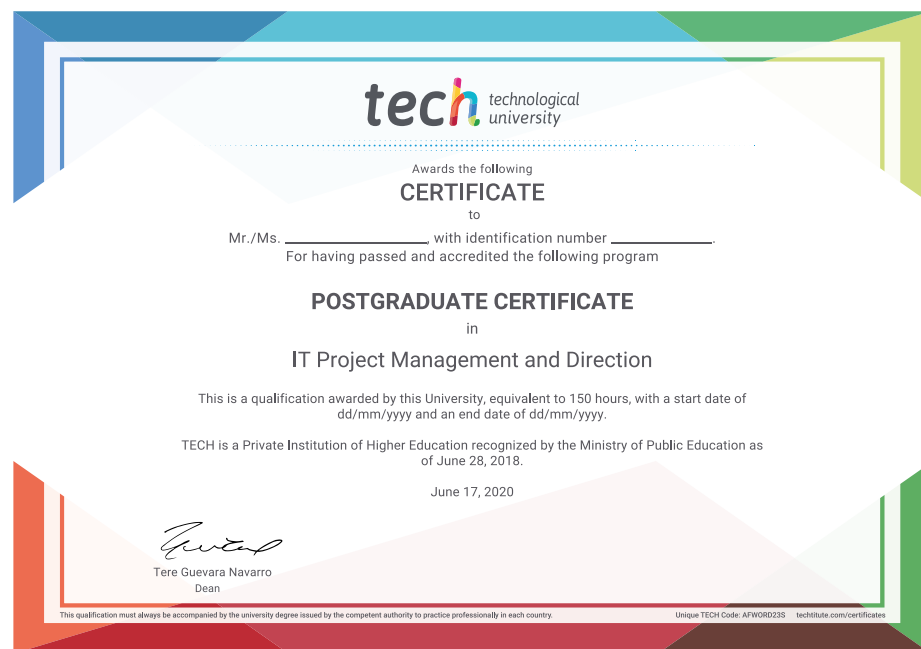 tech technological
university
Awards the following
CERTIFICATE
to
Mr./Ms. ____________________, with identification number ______________.
For having passed and accredited the following program
POSTGRADUATE CERTIFICATE
in
IT Project Management and Direction
This is a qualification awarded by this University, equivalent to 150 hours, with a start date of
dd/mm/yyyy and an end date of dd/mm/yyyy.
TECH is a Private Institution of Higher Education recognized by the Ministry of Public Education as
of June 28, 2018.
June 17, 2020
Tere Guevara Navarro
Dean
This qualification must always be accompanied by the university degree issued by the competent authority to practice professionally in each country.
Unique TECH Code: AFWORD23S techtitute.com/certificates